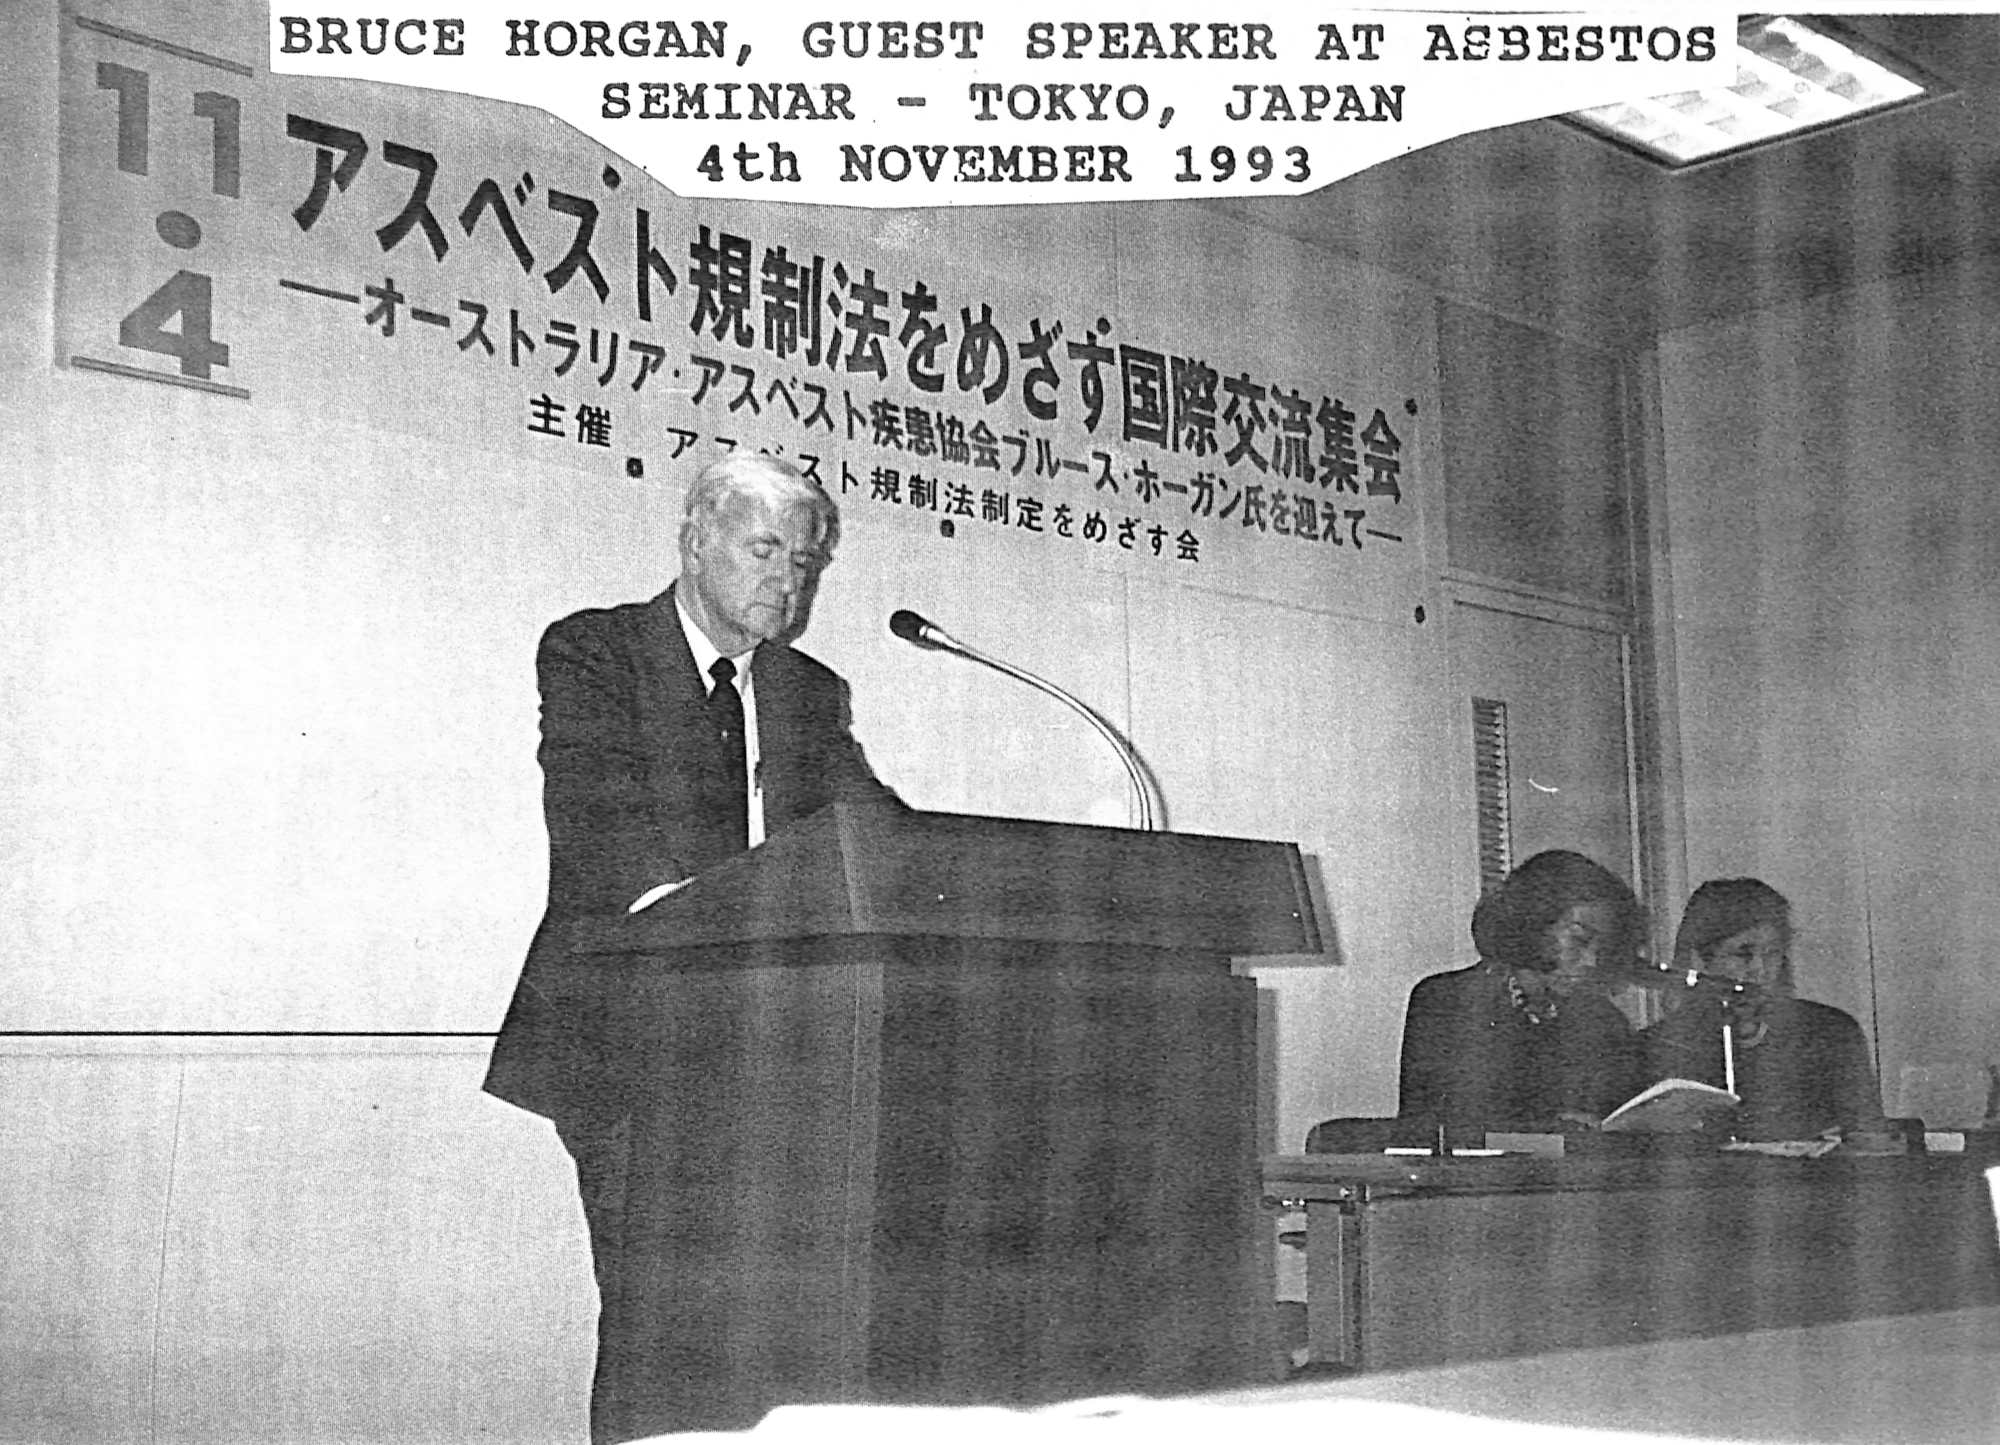 BRUCE HORGAN, GUEST SPEAKER AT ASBESTOS
SEMINAR - TOKYO, JAPAN
4th NOVEMBER 1993
11・4
アスベスト規制法をめざす国際交流集会
―オーストラリア・アスベスト疾患協会ブルース・ホーガン氏を迎えて―
主催 アスベスト規制法制定をめざす会